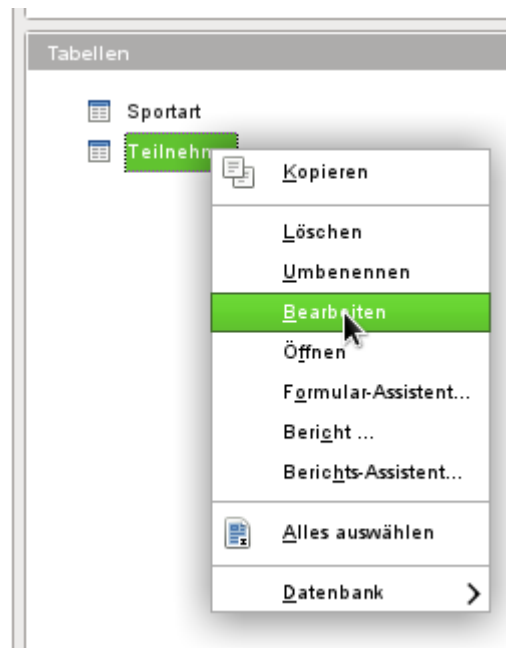 Tabellen
Sportart
Teilnehm
Kopieren
Löschen
Umbenennen
Bearbeiten
Öffnen
Formular-Assistent...
Bericht ...
Berichts-Assistent...
Alles auswählen
Datenbank